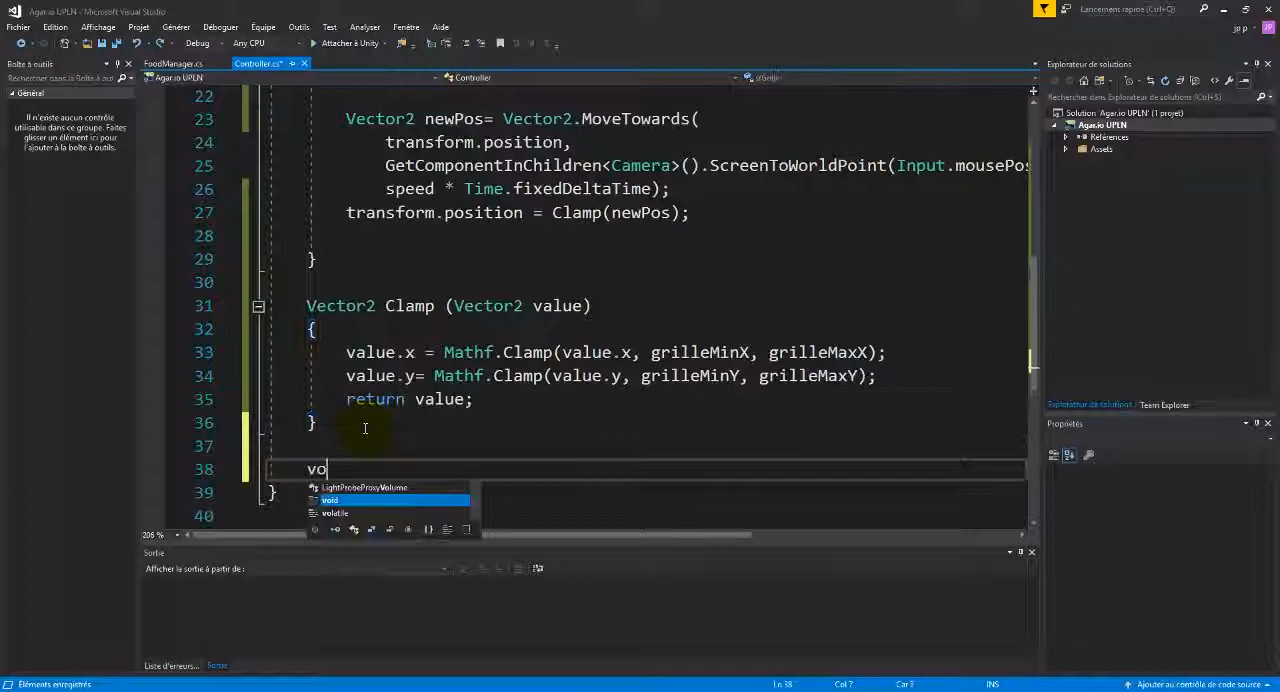 Agar.io UPLN - Microsoft Visual Studio
Lancement rapide (Ctrl+Q)
Fichier Edition Affichage Projet Générer Déboguer Équipe Outils Test Analyser Fenêtre Aide
jp p JP
Debug Any CPU Attacher à Unity
Boîte à outils
FoodManager.cs Controller.cs*
Explorateur de solutions
Agar.io UPLN Controller
Général
Rechercher dans Explorateur de solutions (Ctrl+$)
Il n'existe aucun contrôle
utilisable dans ce groupe. Faites
glisser un élément ici pour
l'ajouter à la boîte à outils.
Solution 'Agar.io UPLN' (1 projet)
Agar.io UPLN
Références
Assets
22
23 Vector2 newPos= Vector2.MoveTowards(
24 transform.position,
25 GetComponentInChildren<Camera>().ScreenToWorldPoint(Input.mousePos
26 speed * Time.fixedDeltaTime);
27 transform.position = Clamp(newPos);
28
29 }
30
31 Vector2 Clamp (Vector2 value)
32 {
33 value.x = Mathf.Clamp(value.x, grilleMinX, grilleMaxX);
34 value.y= Mathf.Clamp(value.y, grilleMinY, grilleMaxY);
35 return value;
36 }
37
38 vo
39 }
40
LightProbeProxyVolume
void
volatile
Explorateur de solutions Team Explorer
Propriétés
206 %
Sortie
Afficher la sortie à partir de :
Liste d'erreurs... Sortie
Éléments enregistrés Ln 38 Col 7 Car 7 INS Ajouter au contrôle de code source